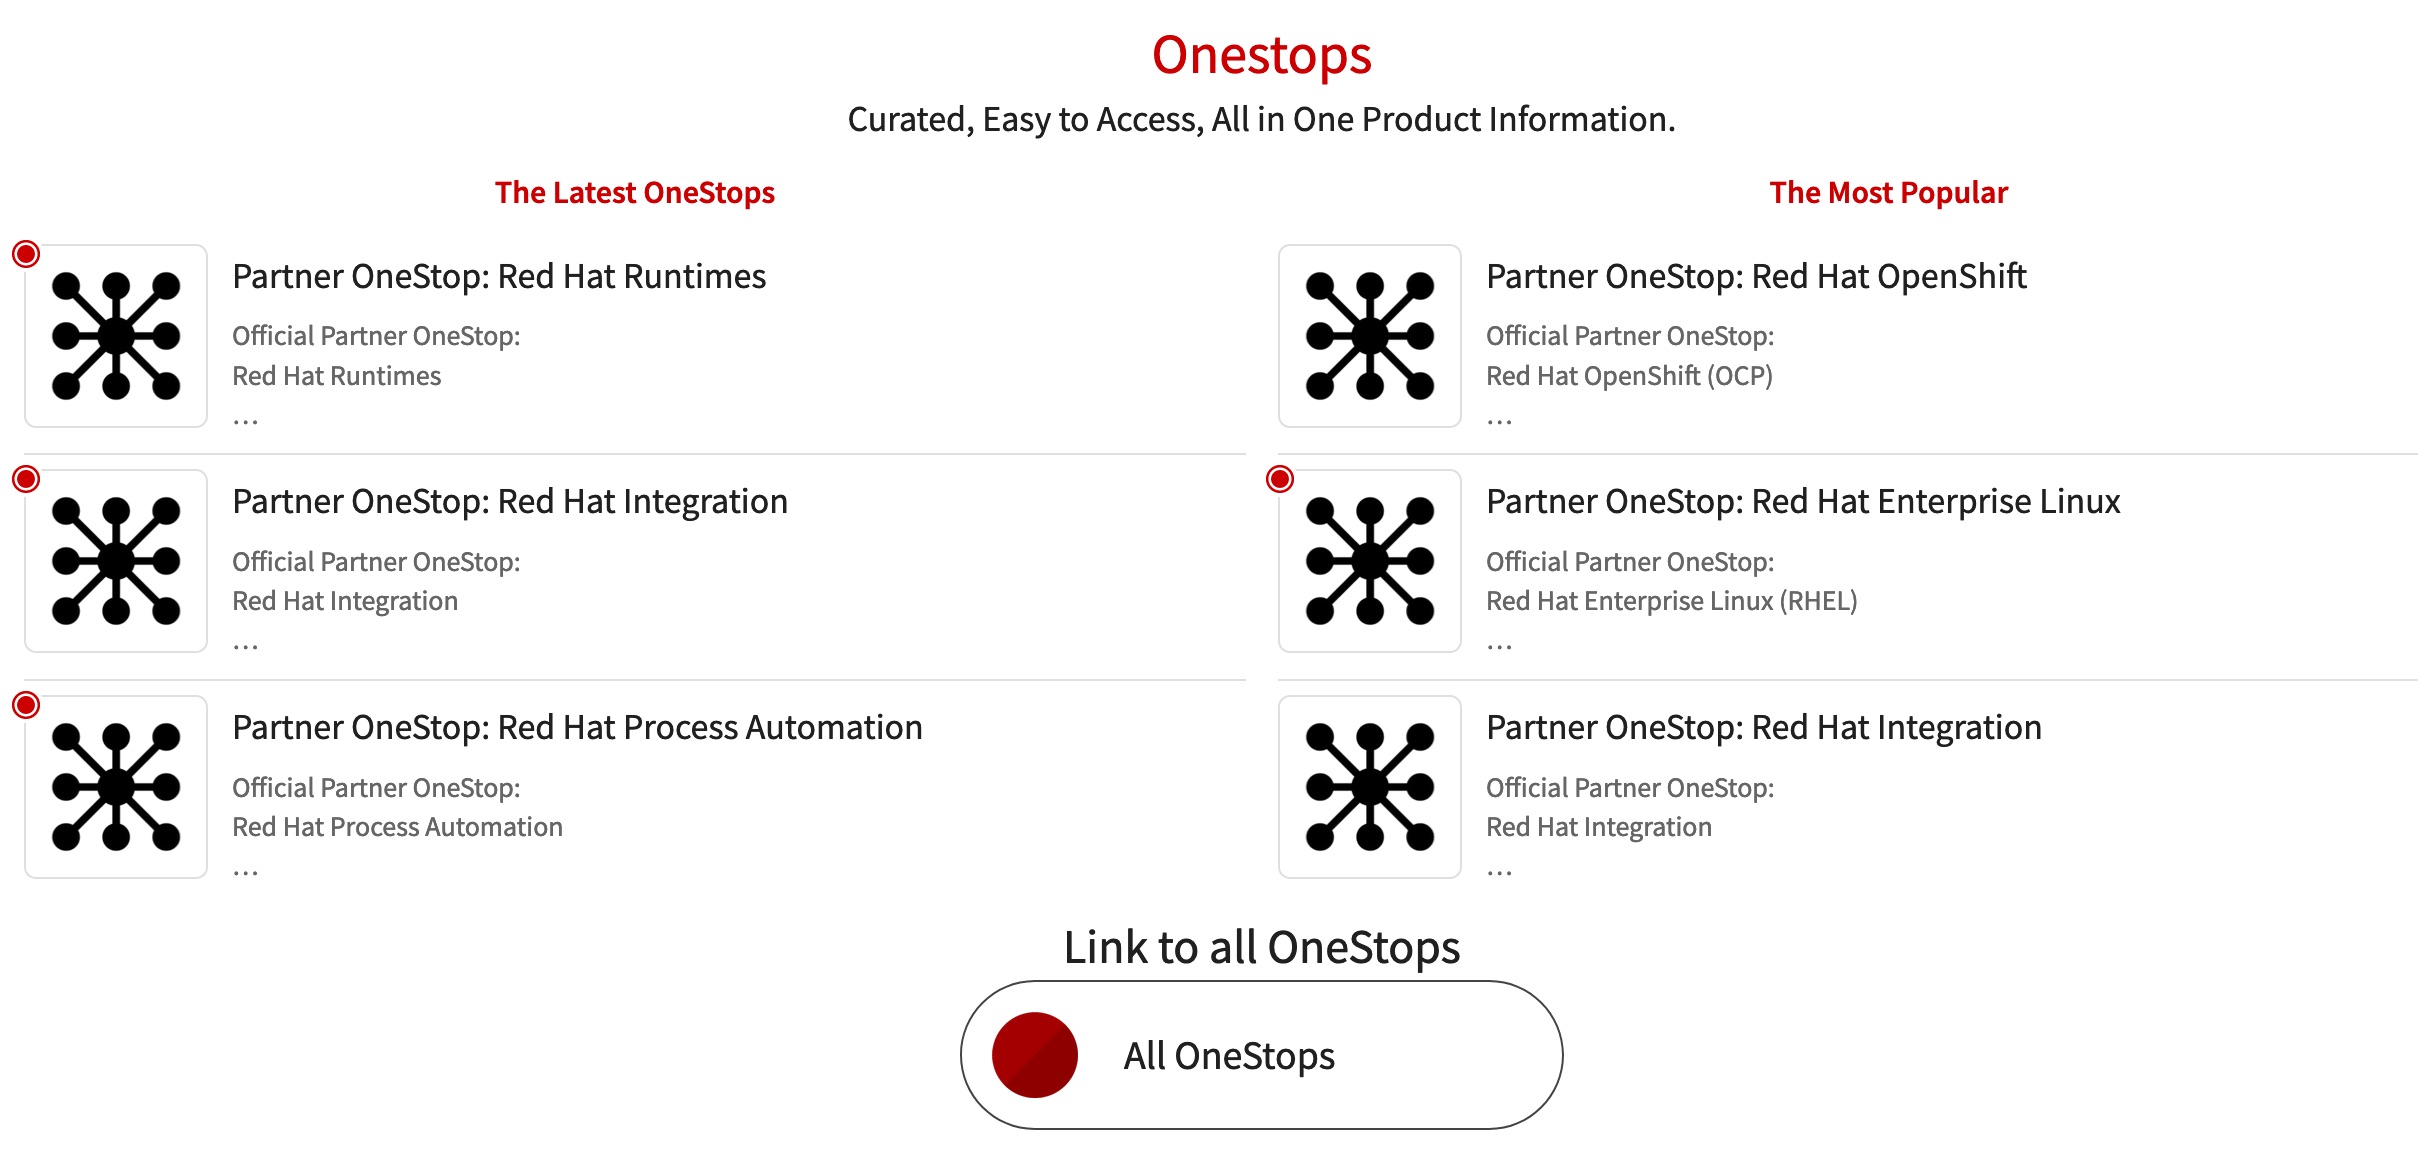 Onestops
Curated, Easy to Access, All in One Product Information.
The Latest OneStops
Partner OneStop: Red Hat Runtimes
Official Partner OneStop:
Red Hat Runtimes
...
Partner OneStop: Red Hat Integration
Official Partner OneStop:
Red Hat Integration
...
Partner OneStop: Red Hat Process Automation
Official Partner OneStop:
Red Hat Process Automation
...
The Most Popular
Partner OneStop: Red Hat OpenShift
Official Partner OneStop:
Red Hat OpenShift (OCP)
...
Partner OneStop: Red Hat Enterprise Linux
Official Partner OneStop:
Red Hat Enterprise Linux (RHEL)
...
Partner OneStop: Red Hat Integration
Official Partner OneStop:
Red Hat Integration
...
Link to all OneStops
All OneStops